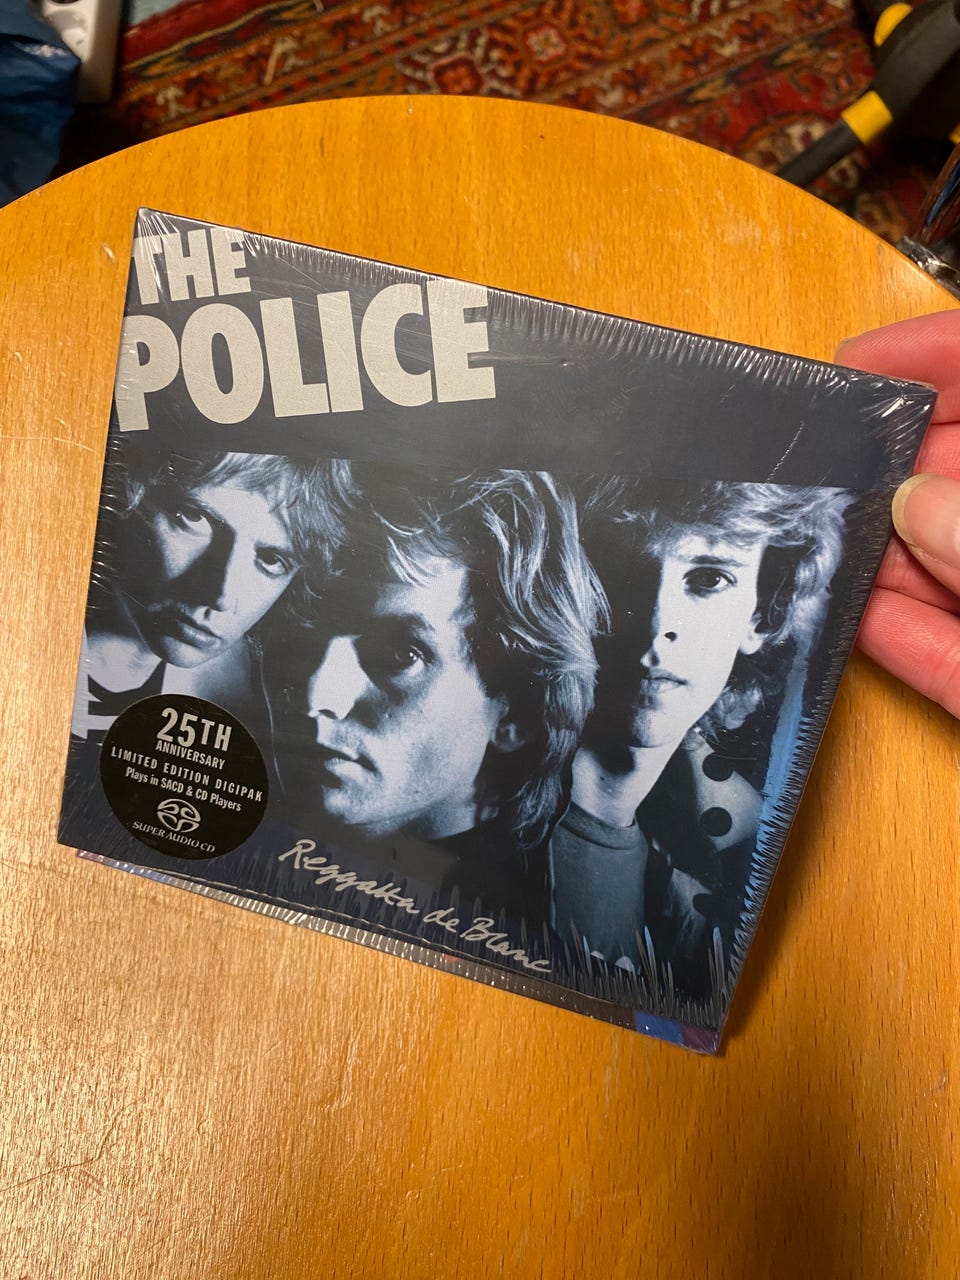 THE
POLICE
25TH
ANNIVERSARY
LIMITED EDITION DIGIPAK
Plays in SACD & CD Players
SUPER AUDIO CD
Reggatta de Blanc